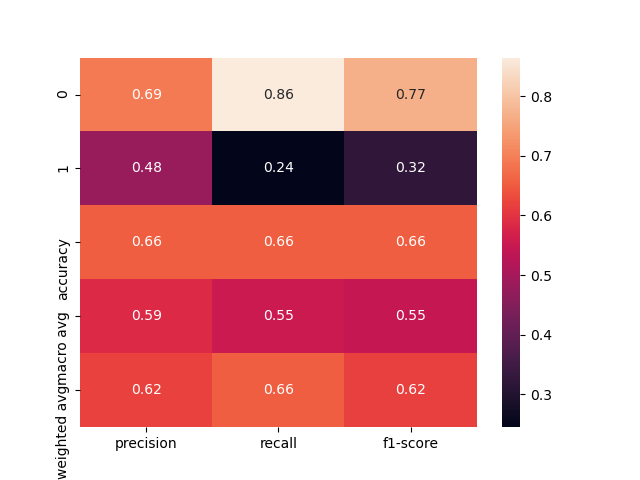 0 0.69 0.86 0.77
1 0.48 0.24 0.32
accuracy 0.66 0.66 0.66
macro avg 0.59 0.55 0.55
weighted avg 0.62 0.66 0.62
precision recall f1-score
0.8
0.7
0.6
0.5
0.4
0.3